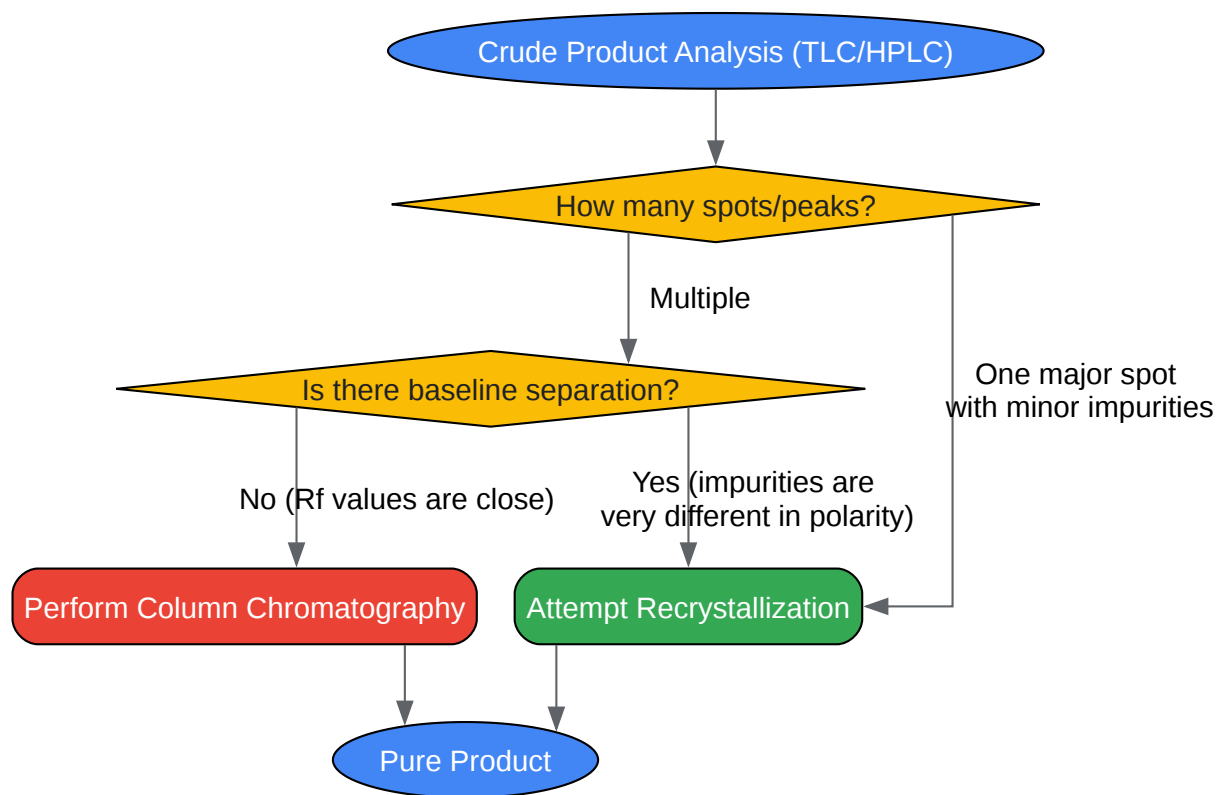 Crude Product Analysis (TLC/HPLC)
How many spots/peaks?
Multiple
Is there baseline separation?
One major spot
with minor impurities
No (Rf values are close)
Yes (impurities are
very different in polarity)
Perform Column Chromatography
Attempt Recrystallization
Pure Product